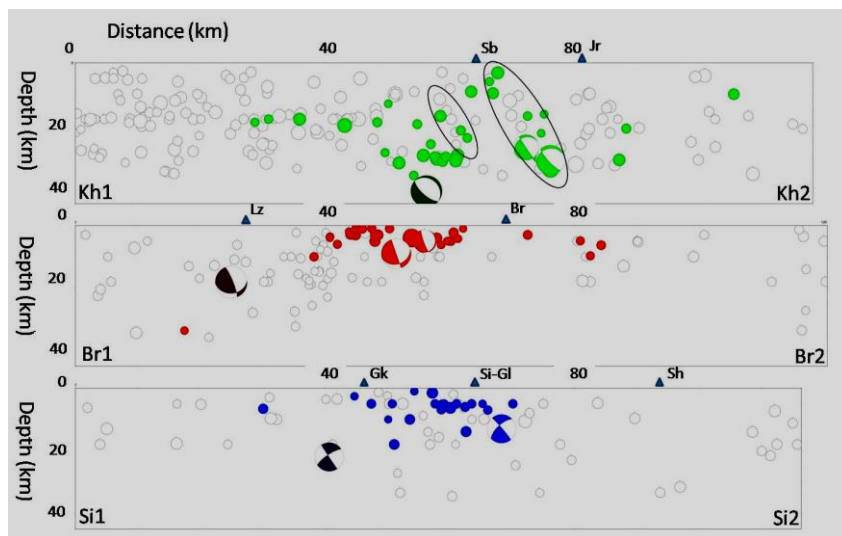 Distance (km)
0 40 Sb 80 Jr
Depth (km)
20
40
Kh1 Kh2
0 Lz 40 Br 80
Depth (km)
20
40
Br1 Br2
0 40 Gk Si-Gl 80 Sh
Depth (km)
20
40
Si1 Si2